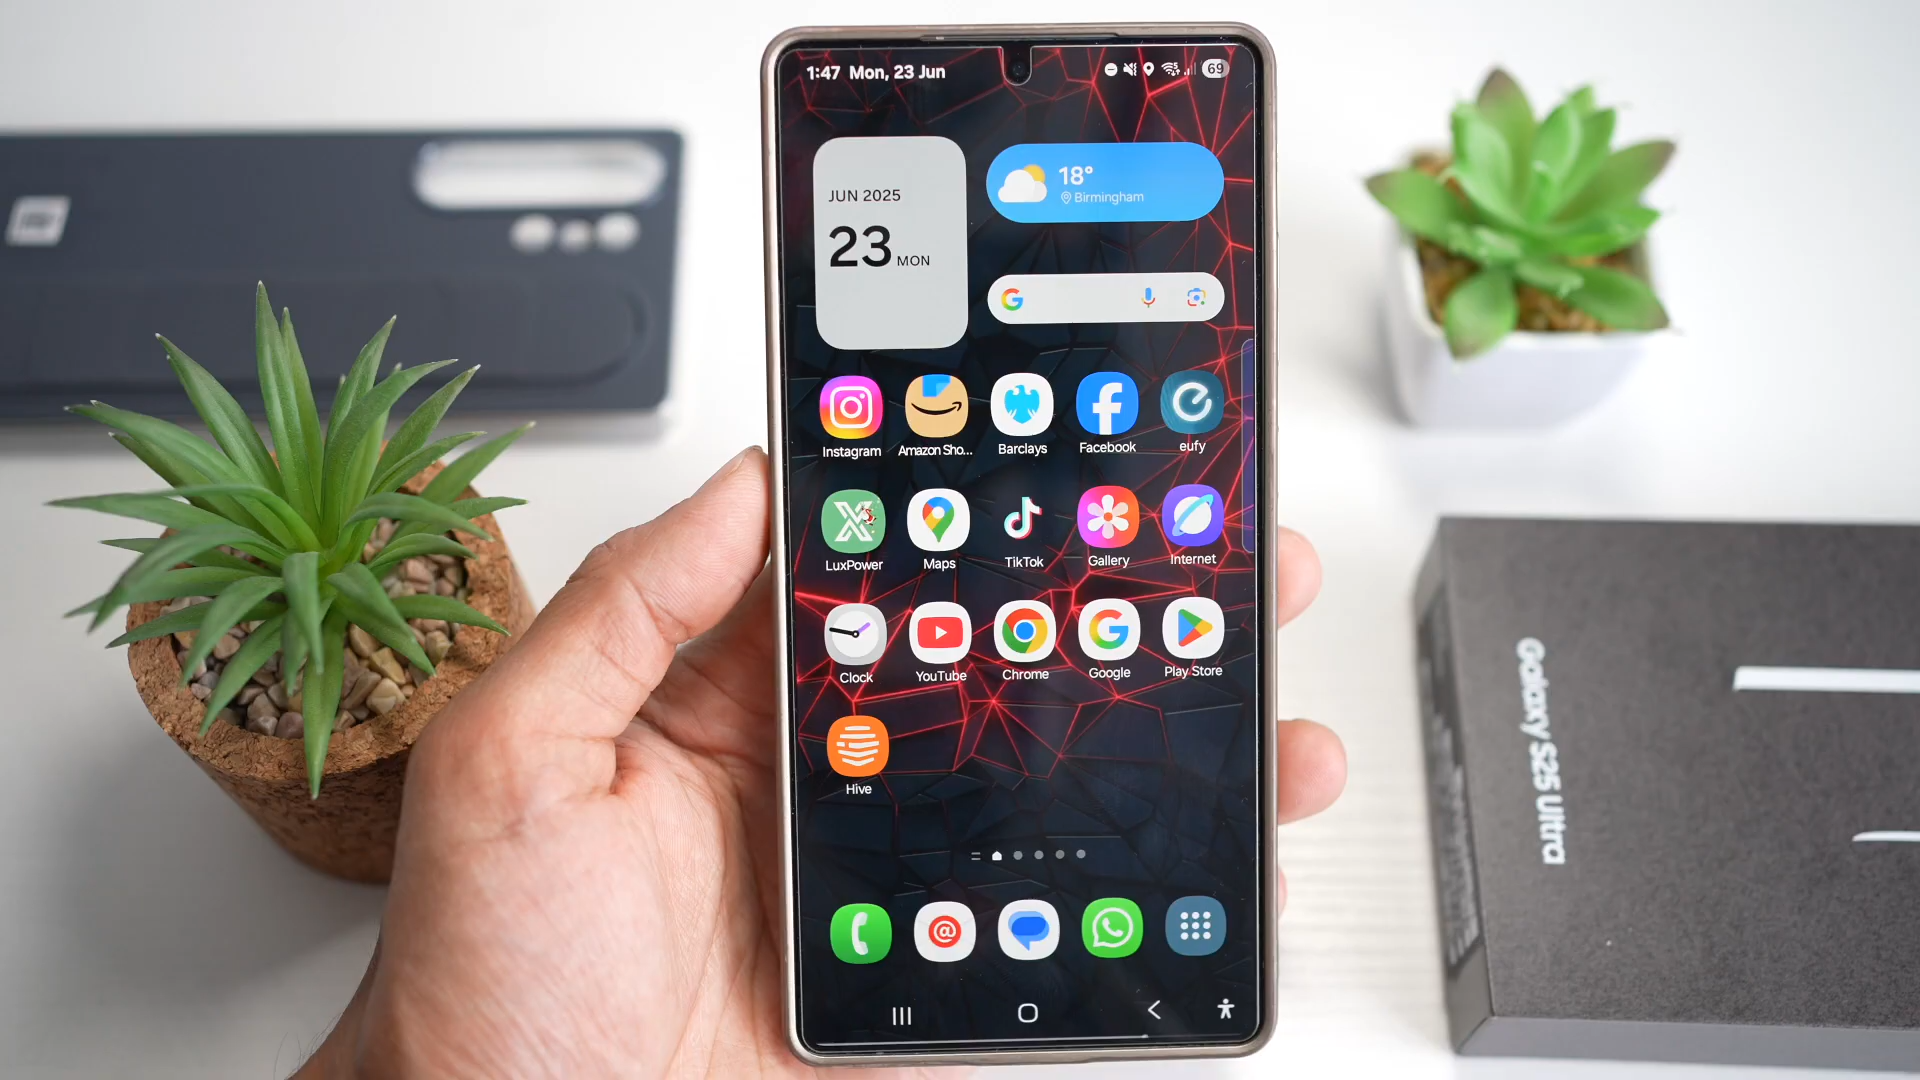 1:47 Mon, 23 Jun
69
JUN 2025
23 MON
18°
Birmingham
Instagram
Amazon Sho...
Barclays
Facebook
eufy
LuxPower
Maps
TikTok
Gallery
Internet
Clock
YouTube
Chrome
Google
Play Store
Hive
Galaxy S25 Ultra